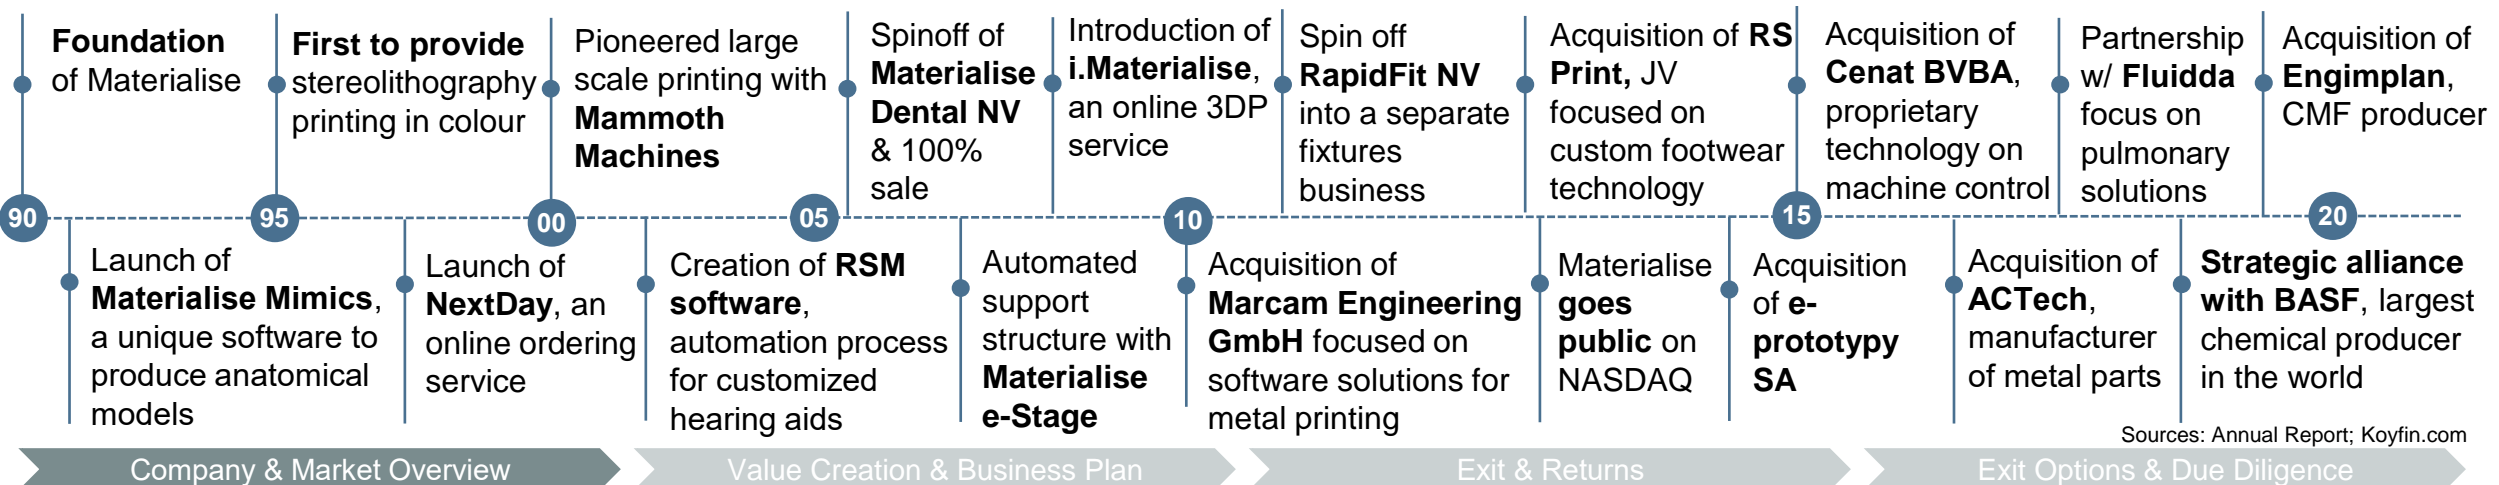 Foundation
of Materialise
First to provide
stereolithography
printing in colour
Pioneered large
scale printing with
Mammoth
Machines
Spinoff of
Materialise
Dental NV
& 100%
sale
Introduction of
i.Materialise,
an online 3DP
service
Spin off
RapidFit NV
into a separate
fixtures
business
Acquisition of RS
Print, JV
focused on
custom footwear
technology
Acquisition of
Cenat BVBA,
proprietary
technology on
machine control
Partnership
w/ Fluidda
focus on
pulmonary
solutions
Acquisition of
Engimplan,
CMF producer
90
95
00
05
10
15
20
Launch of
Materialise Mimics,
a unique software to
produce anatomical
models
Launch of
NextDay, an
online ordering
service
Creation of RSM
software,
automation process
for customized
hearing aids
Automated
support
structure with
Materialise
e-Stage
Acquisition of
Marcam Engineering
GmbH focused on
software solutions for
metal printing
Materialise
goes
public on
NASDAQ
Acquisition
of e-
prototypy
SA
Acquisition of
ACTech,
manufacturer
of metal parts
Strategic alliance
with BASF, largest
chemical producer
in the world
Sources: Annual Report; Koyfin.com
Company & Market Overview
Value Creation & Business Plan
Exit & Returns
Exit Options & Due Diligence